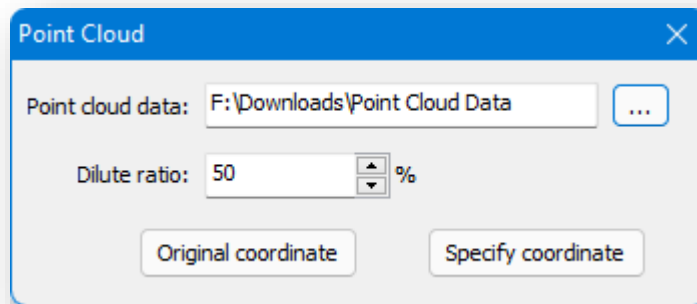 Point Cloud
Point cloud data: F:\Downloads\Point Cloud Data ...
Dilute ratio: 50 %
Original coordinate Specify coordinate